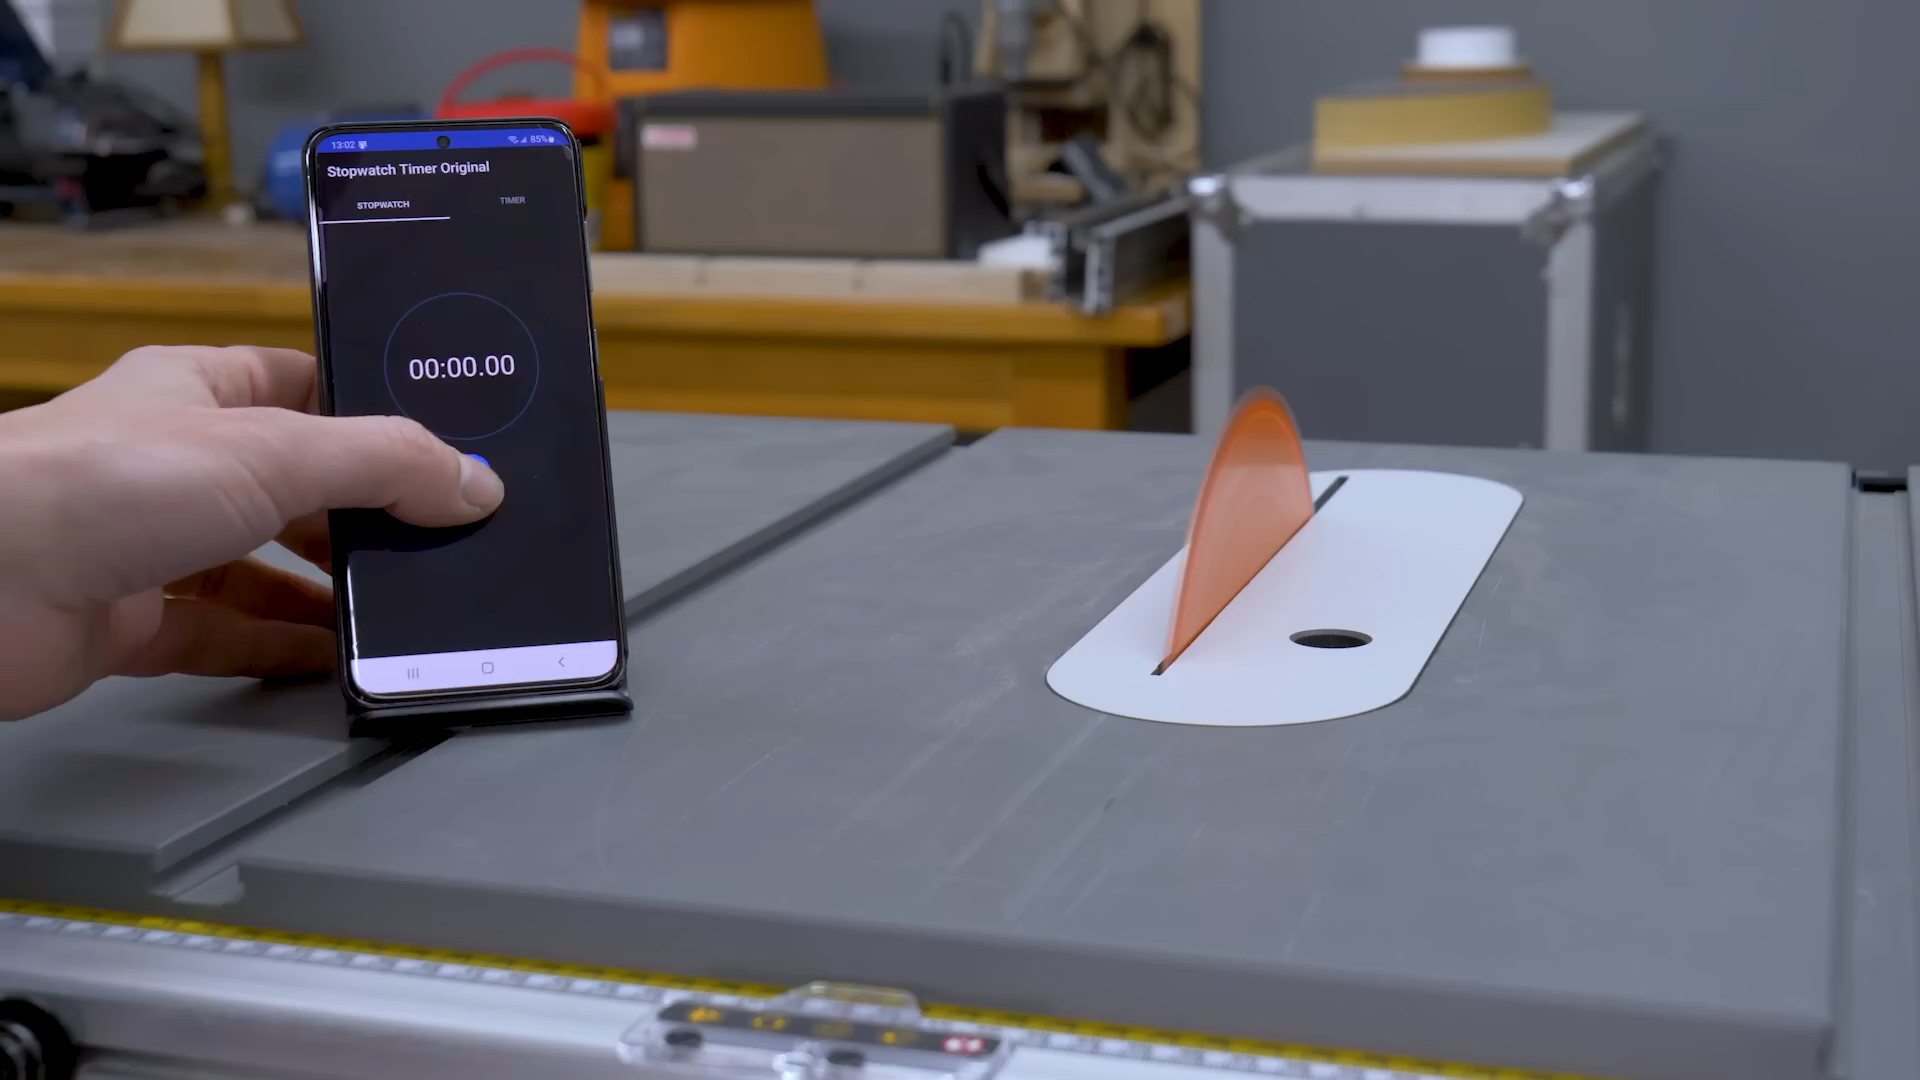 13:02
85%
Stopwatch Timer Original
STOPWATCH
TIMER
00:00.00